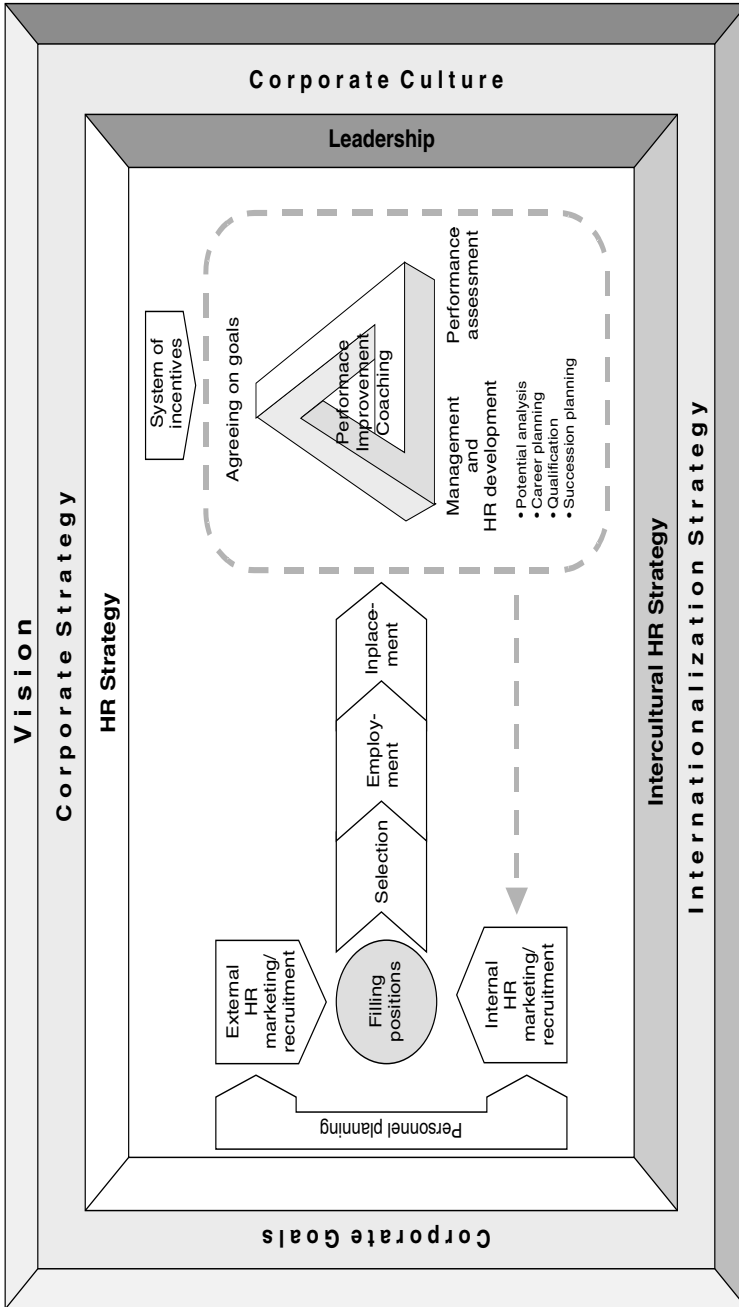 Vision
Corporate Strategy
HR Strategy
Corporate Goals
Personnel planning
External
HR
marketing/
recruitment
Filling
positions
Internal
HR
marketing/
recruitment
Selection
Employ-
ment
Inplace-
ment
System of
incentives
Agreeing on goals
Performace
Improvement
Coaching
Management
and
HR development
• Potential analysis
• Career planning
• Qualification
• Succession planning
Performance
assessment
Leadership
Corporate Culture
Intercultural HR Strategy
Internationalization Strategy